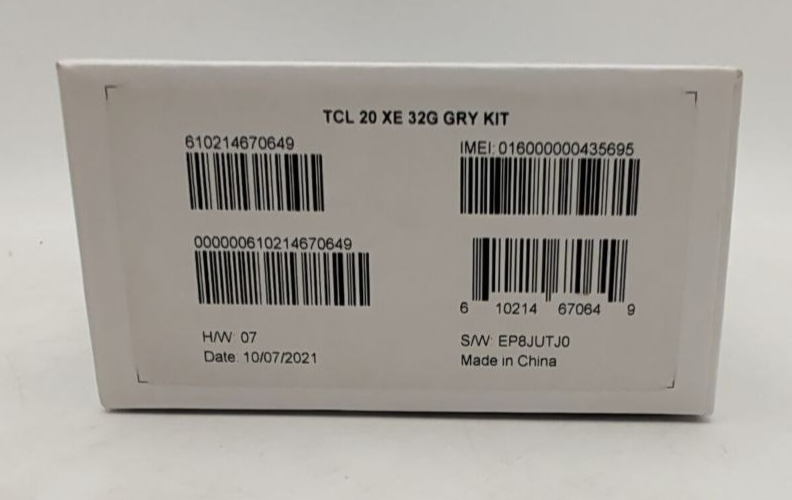 TCL 20 XE 32G GRY KIT
610214670649
IMEI: 016000000435695
000000610214670649
6 10214 67064 9
H/W: 07
S/W: EP8JUTJ0
Date: 10/07/2021
Made in China